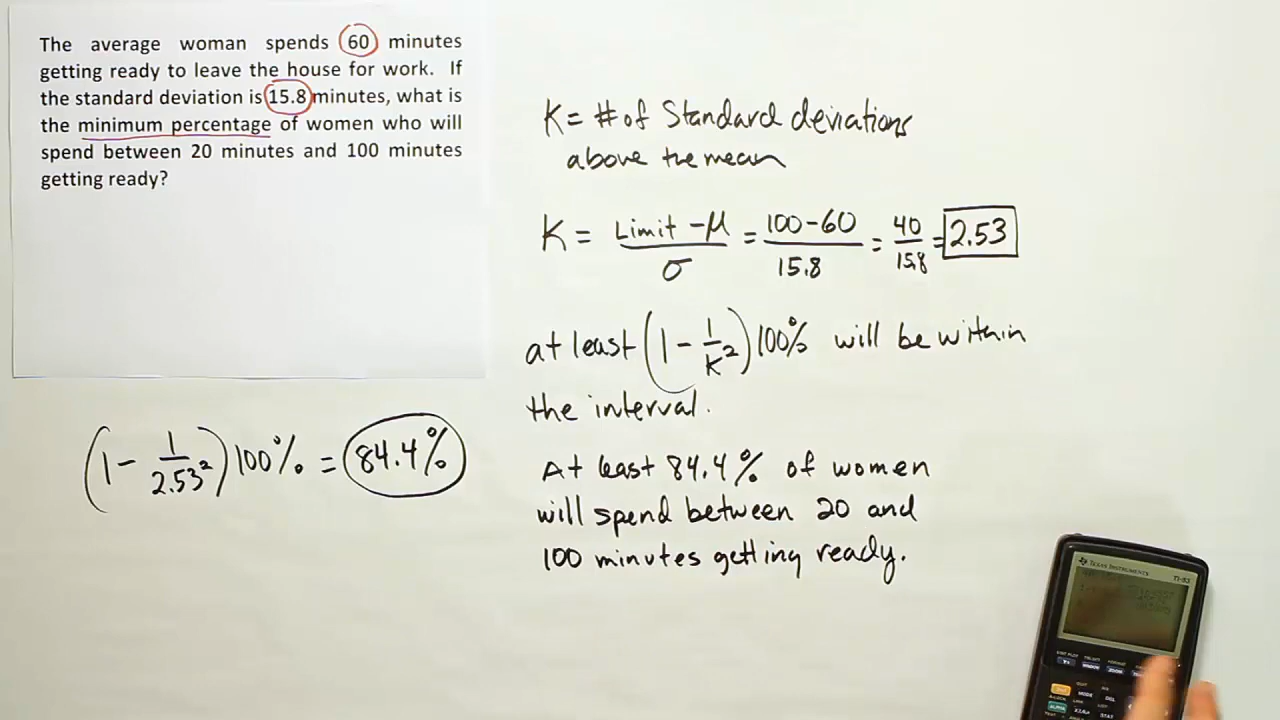 The average woman spends 60 minutes
getting ready to leave the house for work. If
the standard deviation is 15.8 minutes, what is
the minimum percentage of women who will
spend between 20 minutes and 100 minutes
getting ready?
K = # of Standard deviations
above the mean
K = (Limit - μ)/σ = (100-60)/15.8 = 40/15.8 = 2.53
at least (1 - 1/K²) 100% will be within
the interval.
(1 - 1/2.53²) 100% = 84.4%
At least 84.4% of women
will spend between 20 and
100 minutes getting ready.
TEXAS INSTRUMENTS TI-83